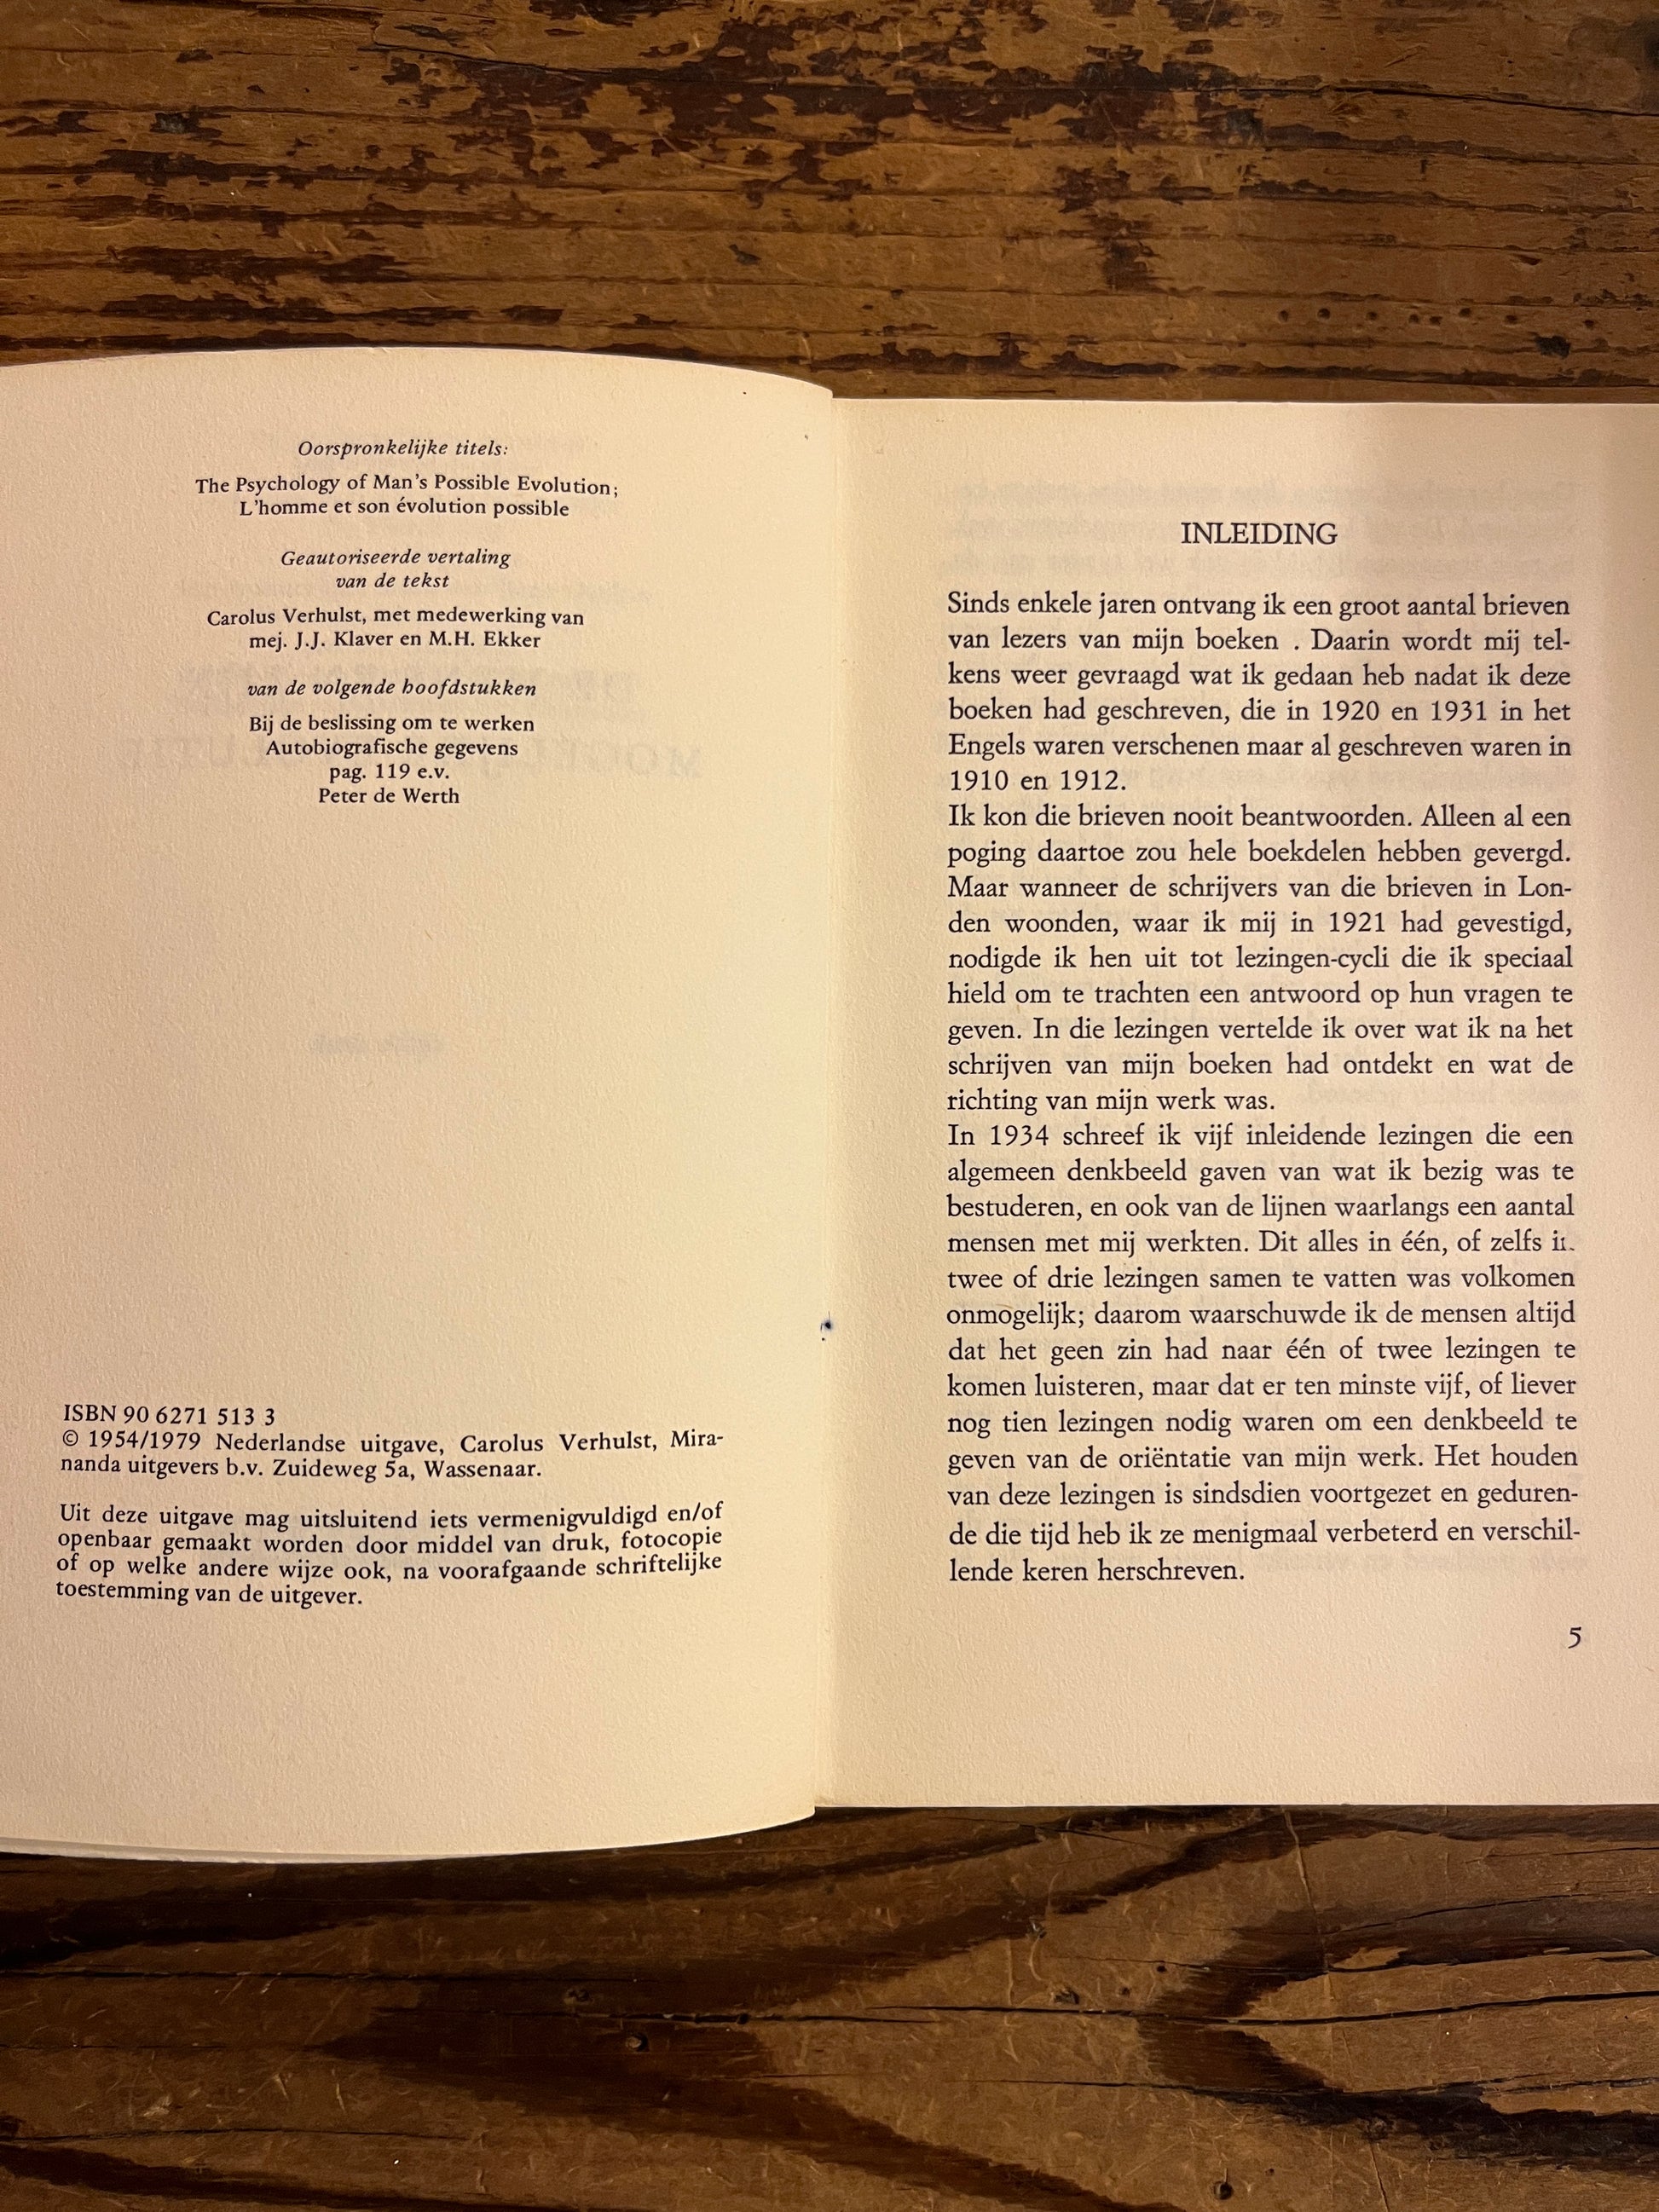 Oorspronkelijke titels:
The Psychology of Man's Possible Evolution;
L'homme et son évolution possible
Geautoriseerde vertaling
van de tekst
Carolus Verhulst, met medewerking van
mej. J.J. Klaver en M.H. Ekker
van de volgende hoofdstukken
Bij de beslissing om te werken
Autobiografische gegevens
pag. 119 e.v.
Peter de Werth
ISBN 90 6271 513 3
© 1954/1979 Nederlandse uitgave, Carolus Verhulst, Mira-
nanda uitgevers b.v. Zuideweg 5a, Wassenaar.
Uit deze uitgave mag uitsluitend iets vermenigvuldigd en/of
openbaar gemaakt worden door middel van druk, fotocopie
of op welke andere wijze ook, na voorafgaande schriftelijke
toestemming van de uitgever.
INLEIDING
Sinds enkele jaren ontvang ik een groot aantal brieven
van lezers van mijn boeken . Daarin wordt mij tel-
kens weer gevraagd wat ik gedaan heb nadat ik deze
boeken had geschreven, die in 1920 en 1931 in het
Engels waren verschenen maar al geschreven waren in
1910 en 1912.
Ik kon die brieven nooit beantwoorden. Alleen al een
poging daartoe zou hele boekdelen hebben gevergd.
Maar wanneer de schrijvers van die brieven in Lon-
den woonden, waar ik mij in 1921 had gevestigd,
nodigde ik hen uit tot lezingen-cycli die ik speciaal
hield om te trachten een antwoord op hun vragen te
geven. In die lezingen vertelde ik over wat ik na het
schrijven van mijn boeken had ontdekt en wat de
richting van mijn werk was.
In 1934 schreef ik vijf inleidende lezingen die een
algemeen denkbeeld gaven van wat ik bezig was te
bestuderen, en ook van de lijnen waarlangs een aantal
mensen met mij werkten. Dit alles in één, of zelfs in
twee of drie lezingen samen te vatten was volkomen
onmogelijk; daarom waarschuwde ik de mensen altijd
dat het geen zin had naar één of twee lezingen te
komen luisteren, maar dat er ten minste vijf, of liever
nog tien lezingen nodig waren om een denkbeeld te
geven van de oriëntatie van mijn werk. Het houden
van deze lezingen is sindsdien voortgezet en geduren-
de die tijd heb ik ze menigmaal verbeterd en verschil-
lende keren herschreven.
5